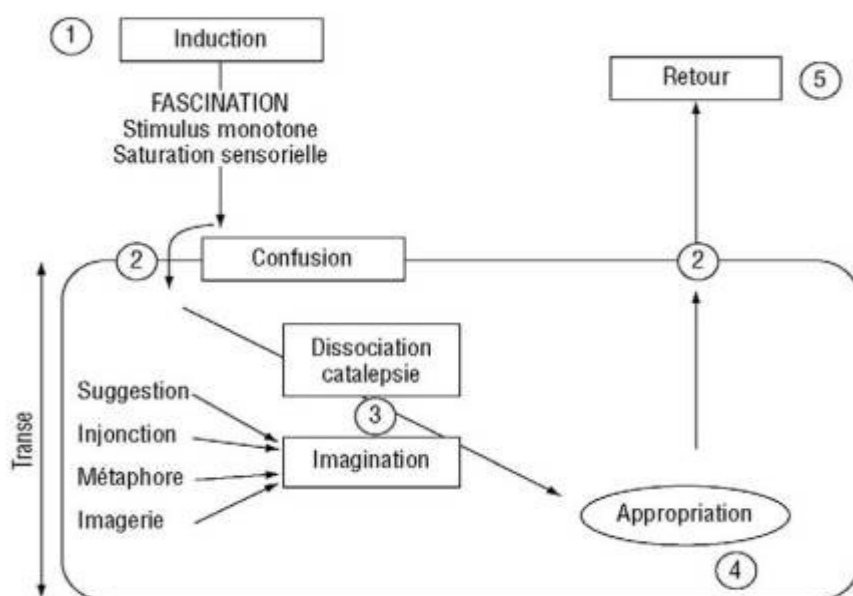 1
Induction
FASCINATION
Stimulus monotone
Saturation sensorielle
Retour
5
2
Confusion
2
Transe
Dissociation
catalepsie
3
Suggestion
Injonction
Métaphore
Imagerie
Imagination
Appropriation
4